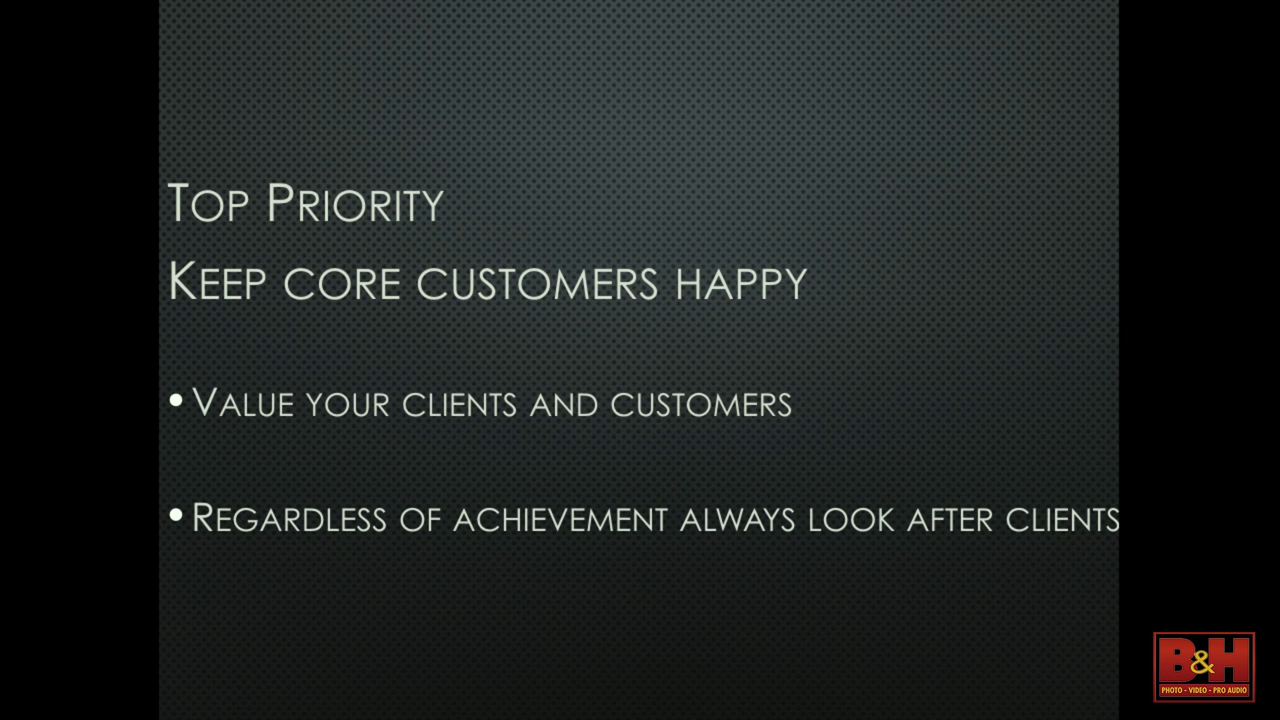 Top Priority
Keep core customers happy
• Value your clients and customers
• Regardless of achievement always look after clients
B&H
PHOTO - VIDEO - PRO AUDIO